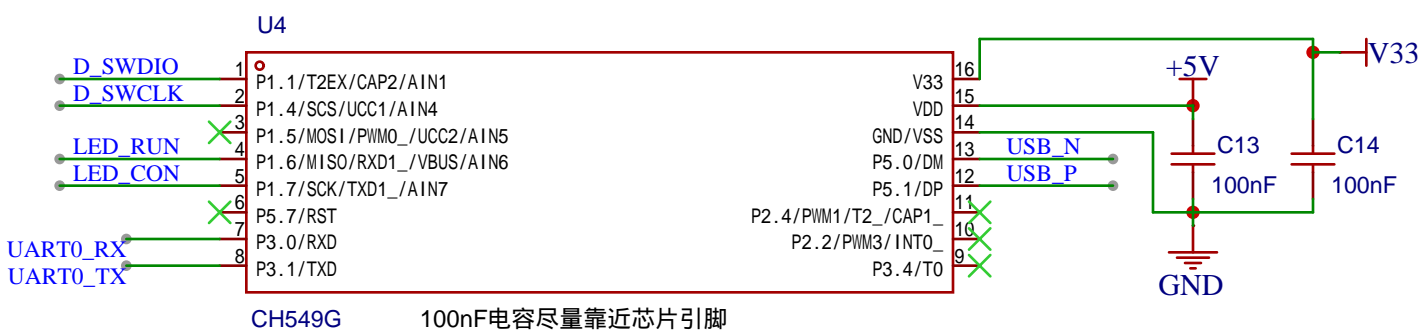 U4
D_SWDIO 1 P1.1/T2EX/CAP2/AIN1
D_SWCLK 2 P1.4/SCS/UCC1/AIN4
3 P1.5/MOSI/PWM0_/UCC2/AIN5
LED_RUN 4 P1.6/MISO/RXD1_/VBUS/AIN6
LED_CON 5 P1.7/SCK/TXD1_/AIN7
6 P5.7/RST
UART0_RX 7 P3.0/RXD
UART0_TX 8 P3.1/TXD
V33 16 V33
VDD 15 +5V
GND/VSS 14
P5.0/DM 13 USB_N
P5.1/DP 12 USB_P
P2.4/PWM1/T2_/CAP1_ 11
P2.2/PWM3/INT0_ 10
P3.4/T0 9
C13
100nF
C14
100nF
GND
CH549G
100nF电容尽量靠近芯片引脚